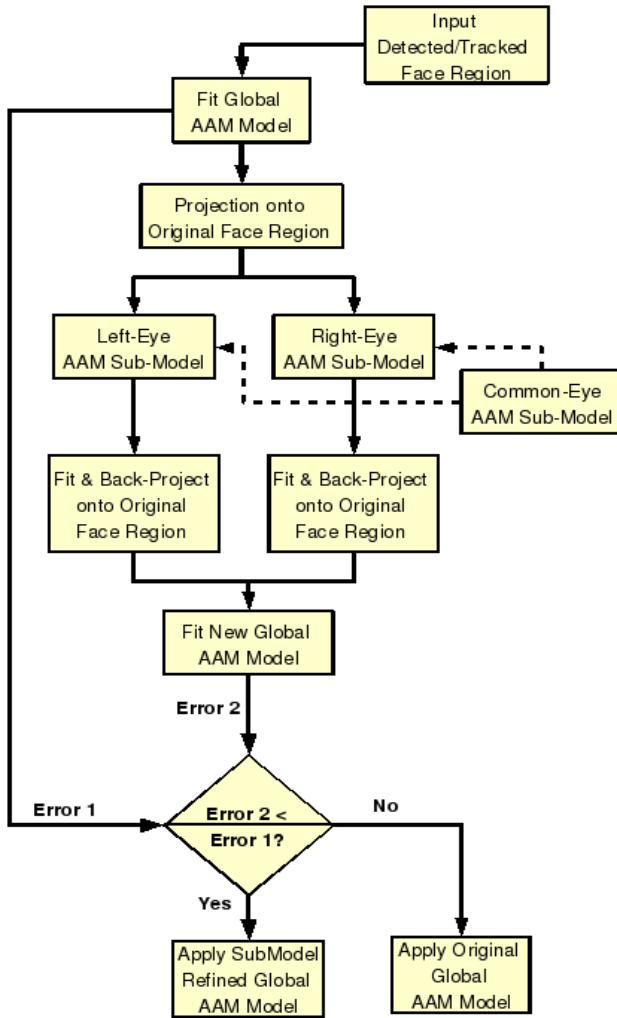 Input
Detected/Tracked
Face Region
Fit Global
AAM Model
Projection onto
Original Face Region
Left-Eye
AAM Sub-Model
Right-Eye
AAM Sub-Model
Common-Eye
AAM Sub-Model
Fit & Back-Project
onto Original
Face Region
Fit & Back-Project
onto Original
Face Region
Fit New Global
AAM Model
Error 2
Error 1
Error 2 <
Error 1?
No
Yes
Apply SubModel
Refined Global
AAM Model
Apply Original
Global
AAM Model